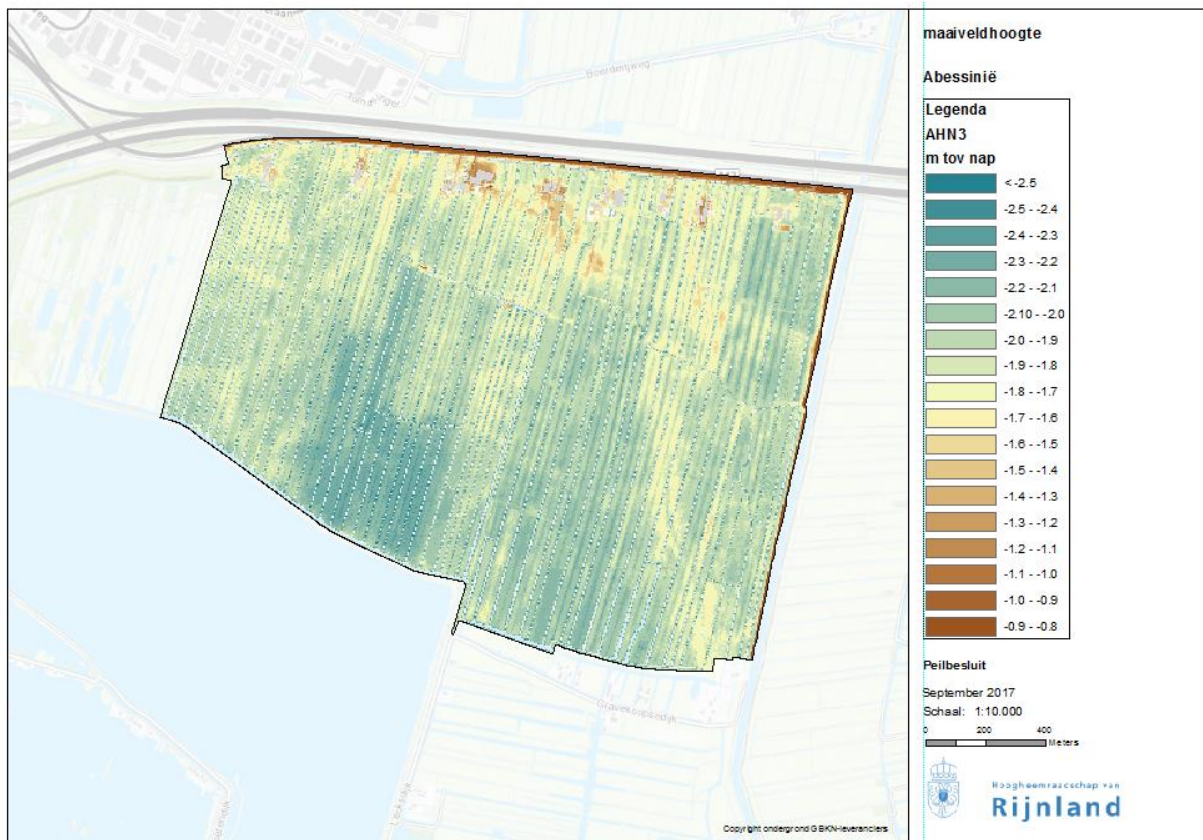 Boerdijweg
maaiveldhoogte
Abessinië
Legenda
AHN3
m tov nap
< -2.5
-2.5 - -2.4
-2.4 - -2.3
-2.3 - -2.2
-2.2 - -2.1
-2.10 - -2.0
-2.0 - -1.9
-1.9 - -1.8
-1.8 - -1.7
-1.7 - -1.6
-1.6 - -1.5
-1.5 - -1.4
-1.4 - -1.3
-1.3 - -1.2
-1.2 - -1.1
-1.1 - -1.0
-1.0 - -0.9
-0.9 - -0.8
Gravekoopsedijk
Peilbesluit
September 2017
Schaal: 1:10.000
0 200 400
Meters
Hoogheemraadschap van
Rijnland
Copyright ondergrond GBKN-leveranciers